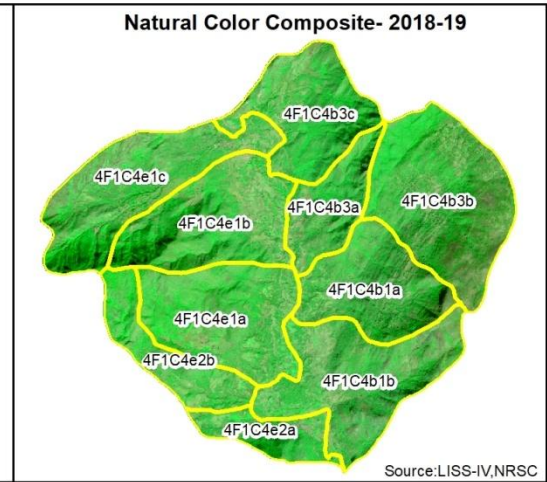 Natural Color Composite- 2018-19
4F1C4b3c
4F1C4e1c
4F1C4b3a
4F1C4b3b
4F1C4e1b
4F1C4b1a
4F1C4e1a
4F1C4e2b
4F1C4b1b
4F1C4e2a
Source:LISS-IV,NRSC